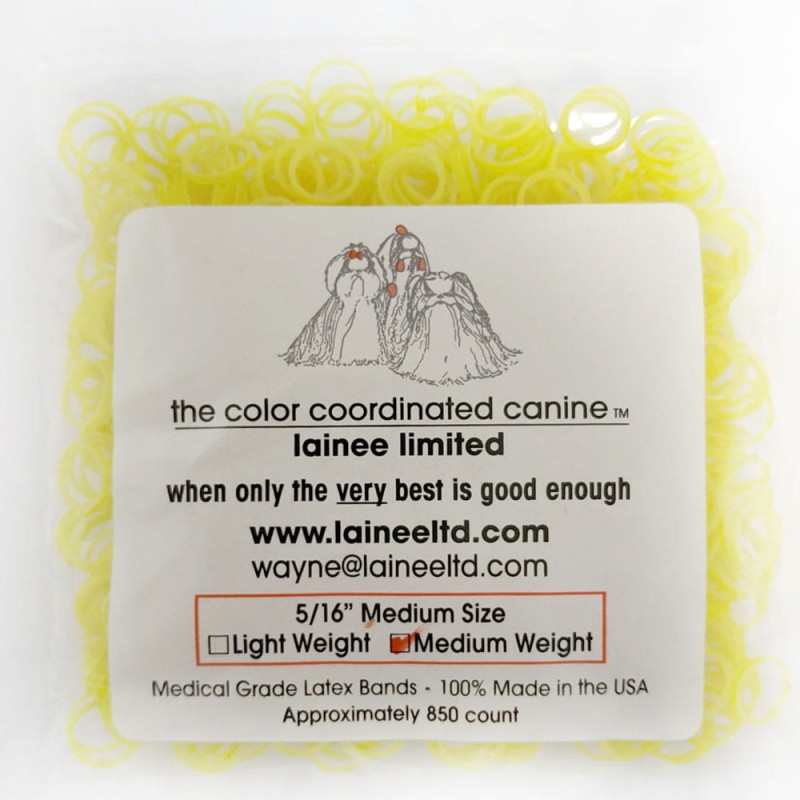 the color coordinated canine ™
lainee limited
when only the very best is good enough
www.laineeltd.com
wayne@laineeltd.com
5/16” Medium Size
Light Weight Medium Weight
Medical Grade Latex Bands - 100% Made in the USA
Approximately 850 count